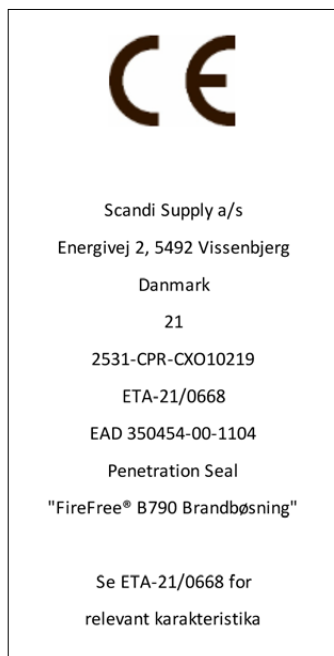 CE
Scandi Supply a/s
Energivej 2, 5492 Vissenbjerg
Danmark
21
2531-CPR-CXO10219
ETA-21/0668
EAD 350454-00-1104
Penetration Seal
"FireFree® B790 Brandbøsning"
Se ETA-21/0668 for
relevant karakteristika